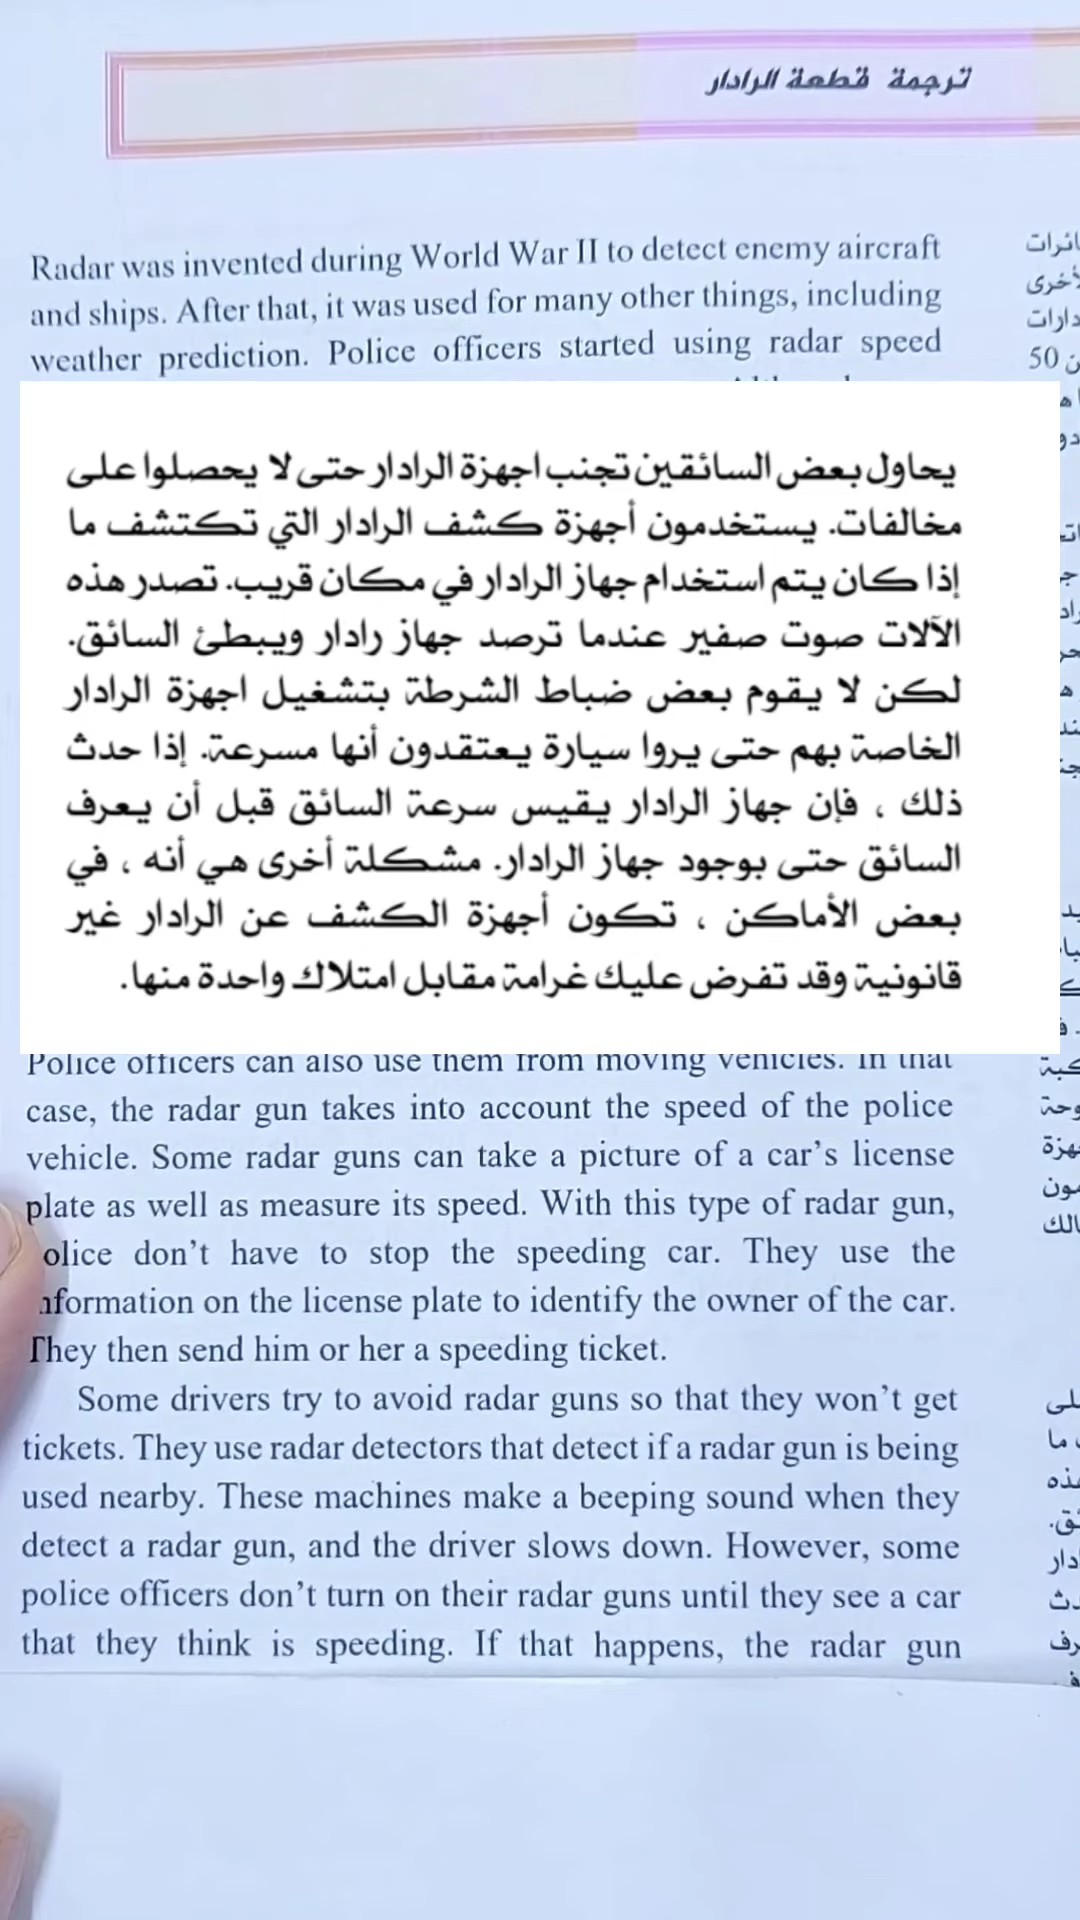 ترجمة قطعة الرادار
Radar was invented during World War II to detect enemy aircraft
and ships. After that, it was used for many other things, including
weather prediction. Police officers started using radar speed
يحاول بعض السائقين تجنب اجهزة الرادار حتى لا يحصلوا على
مخالفات. يستخدمون أجهزة كشف الرادار التي تكتشف ما
إذا كان يتم استخدام جهاز الرادار في مكان قريب. تصدر هذه
الآلات صوت صفير عندما ترصد جهاز رادار ويبطئ السائق.
لكن لا يقوم بعض ضباط الشرطة بتشغيل اجهزة الرادار
الخاصة بهم حتى يروا سيارة يعتقدون أنها مسرعة. إذا حدث
ذلك ، فإن جهاز الرادار يقيس سرعة السائق قبل أن يعرف
السائق حتى بوجود جهاز الرادار. مشكلة أخرى هي أنه ، في
بعض الأماكن ، تكون أجهزة الكشف عن الرادار غير
قانونية وقد تفرض عليك غرامة مقابل امتلاك واحدة منها.
Police officers can also use them from moving vehicles. In that
case, the radar gun takes into account the speed of the police
vehicle. Some radar guns can take a picture of a car's license
plate as well as measure its speed. With this type of radar gun,
olice don't have to stop the speeding car. They use the
nformation on the license plate to identify the owner of the car.
They then send him or her a speeding ticket.
Some drivers try to avoid radar guns so that they won't get
tickets. They use radar detectors that detect if a radar gun is being
used nearby. These machines make a beeping sound when they
detect a radar gun, and the driver slows down. However, some
police officers don't turn on their radar guns until they see a car
that they think is speeding. If that happens, the radar gun